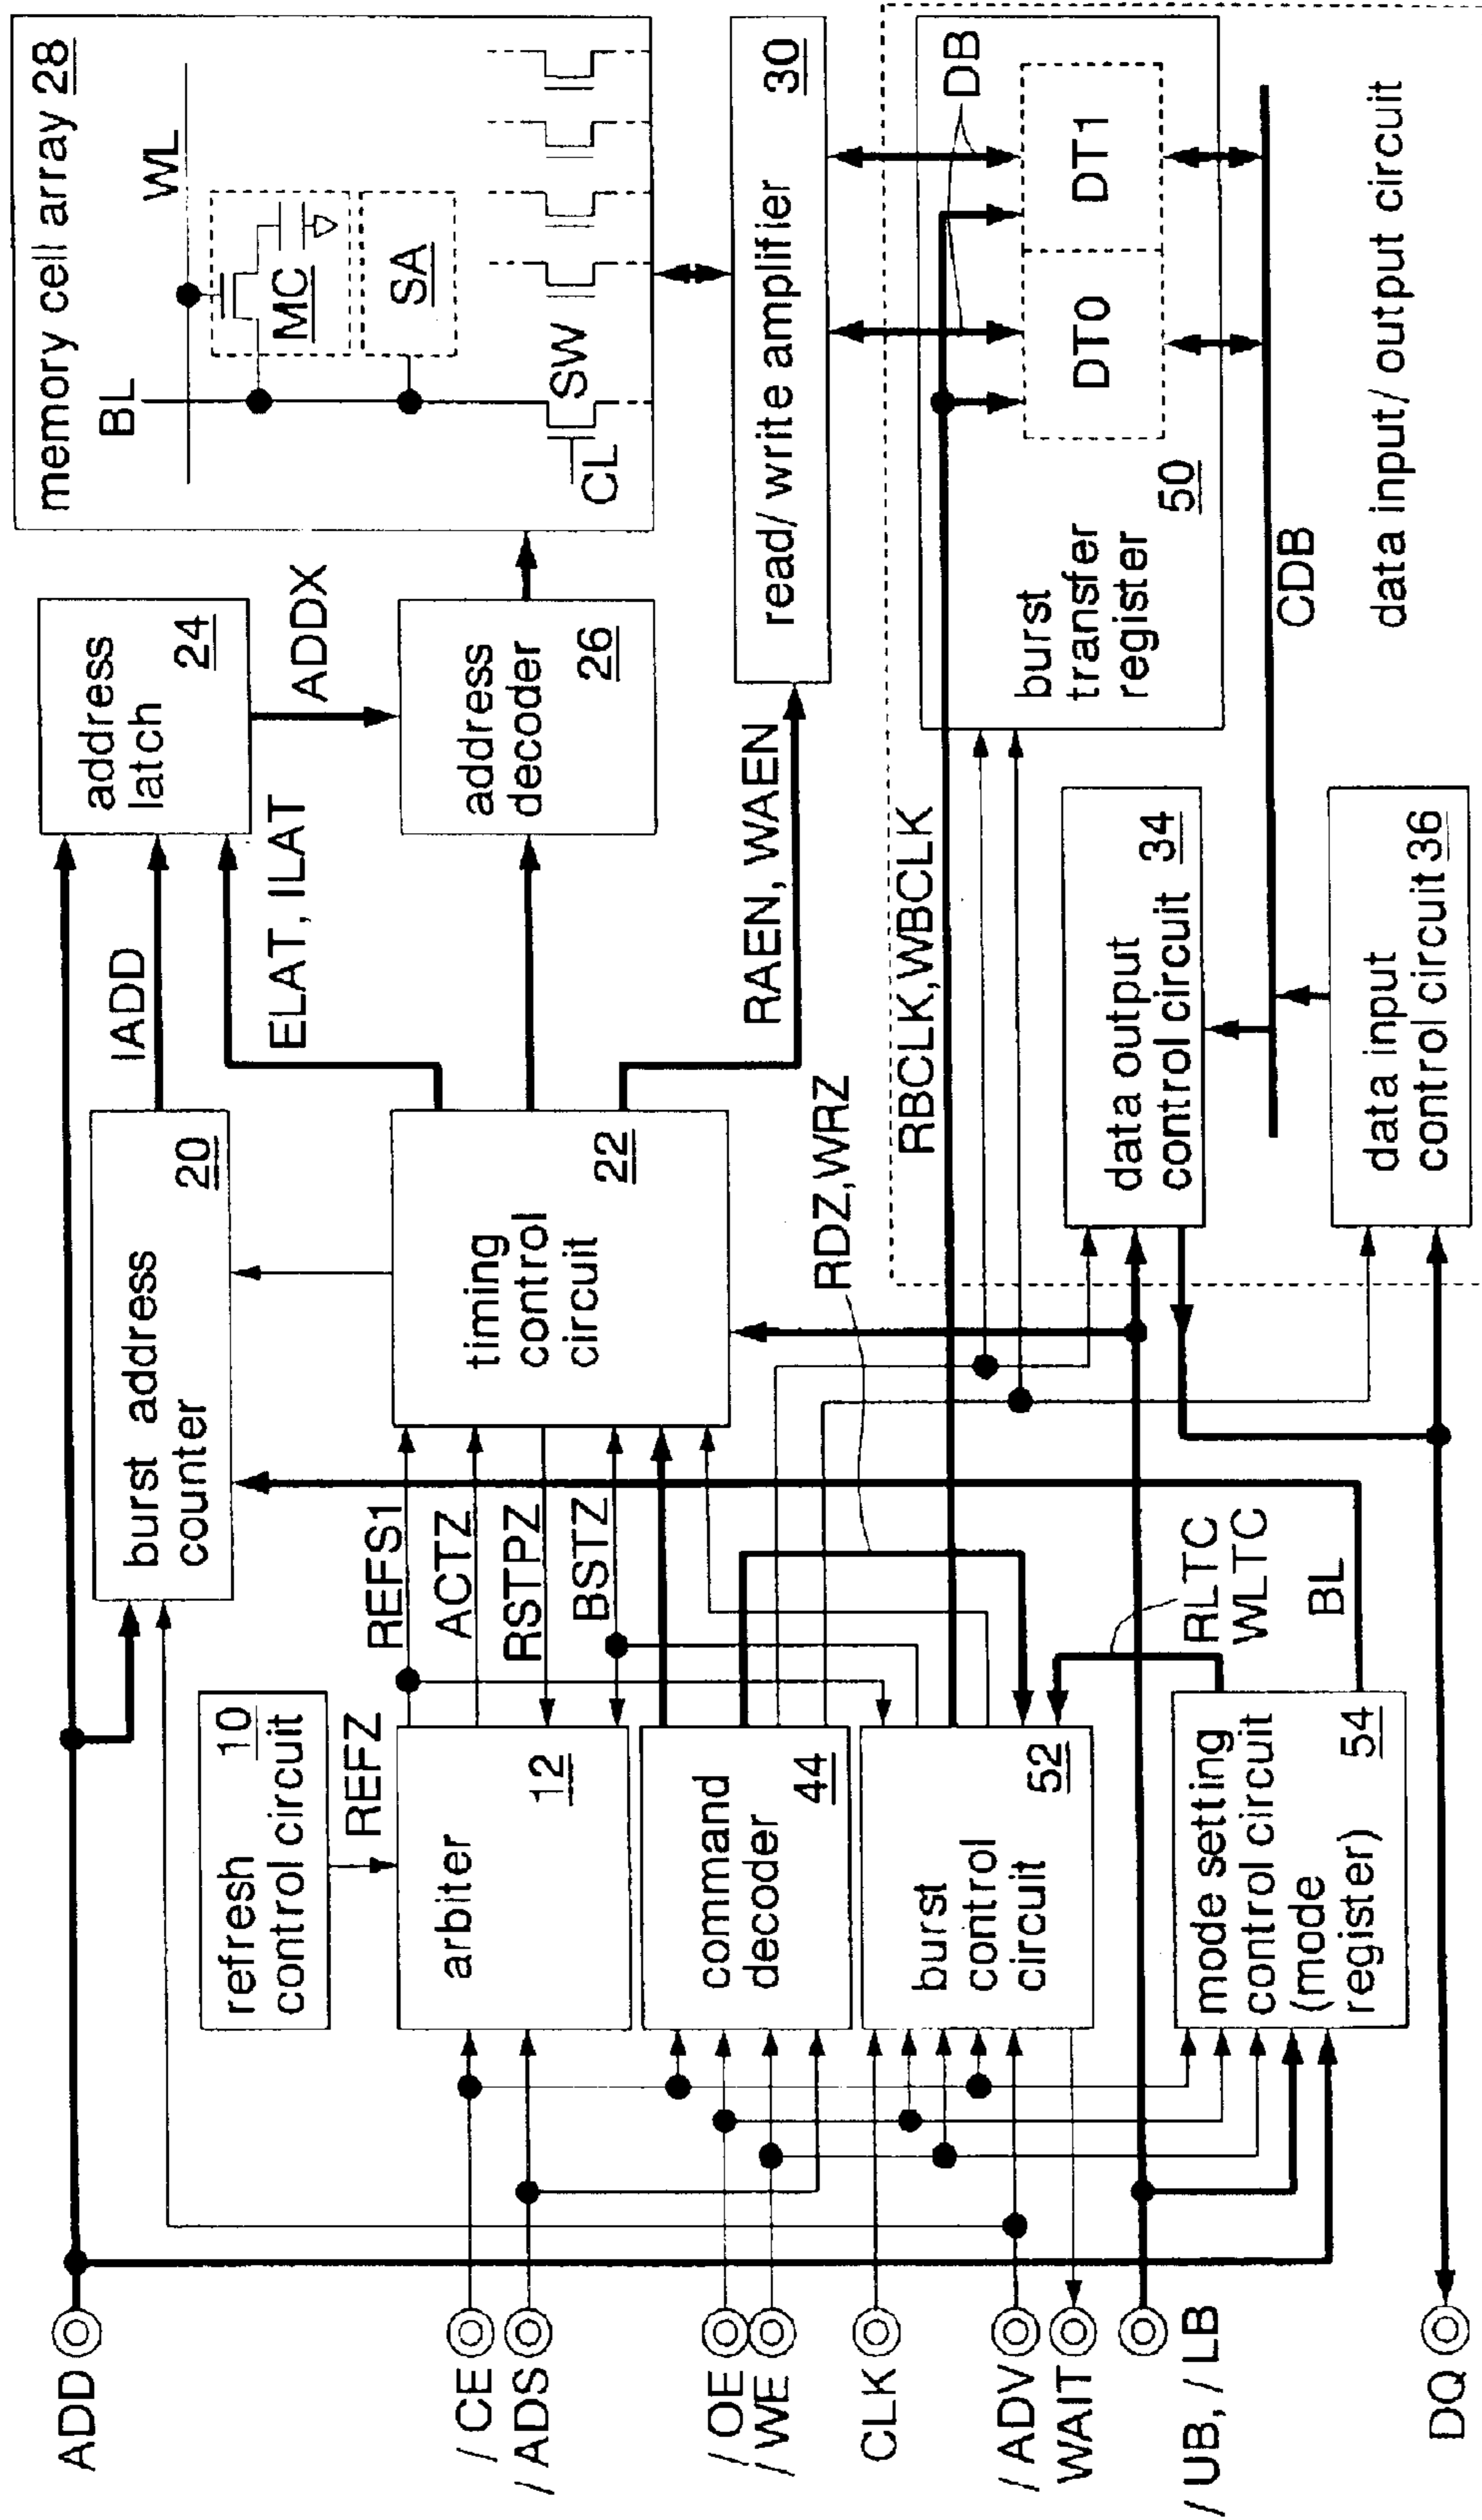 ADD
/ CE
/ ADS
/ OE
/ WE
CLK
/ ADV
WAIT
/ UB, / LB
DQ
refresh 10
control circuit
REFZ
arbiter
12
command
decoder
44
burst
control
circuit
52
mode setting
control circuit
(mode
register) 54
REFS1
ACTZ
RSTPZ
BSTZ
RLTC
WLTC
BL
burst address
counter
20
timing
control
circuit
22
IADD
ELAT, ILAT
RAEN, WAEN
RDZ,WRZ
RBCLK,WBCLK
address
latch
24
ADDX
address
decoder
26
memory cell array 28
BL
WL
MC
SA
SW
CL
read/ write amplifier 30
DB
DT0
DT1
burst
transfer
register
50
CDB
data output
control circuit 34
data input
control circuit 36
data input/ output circuit